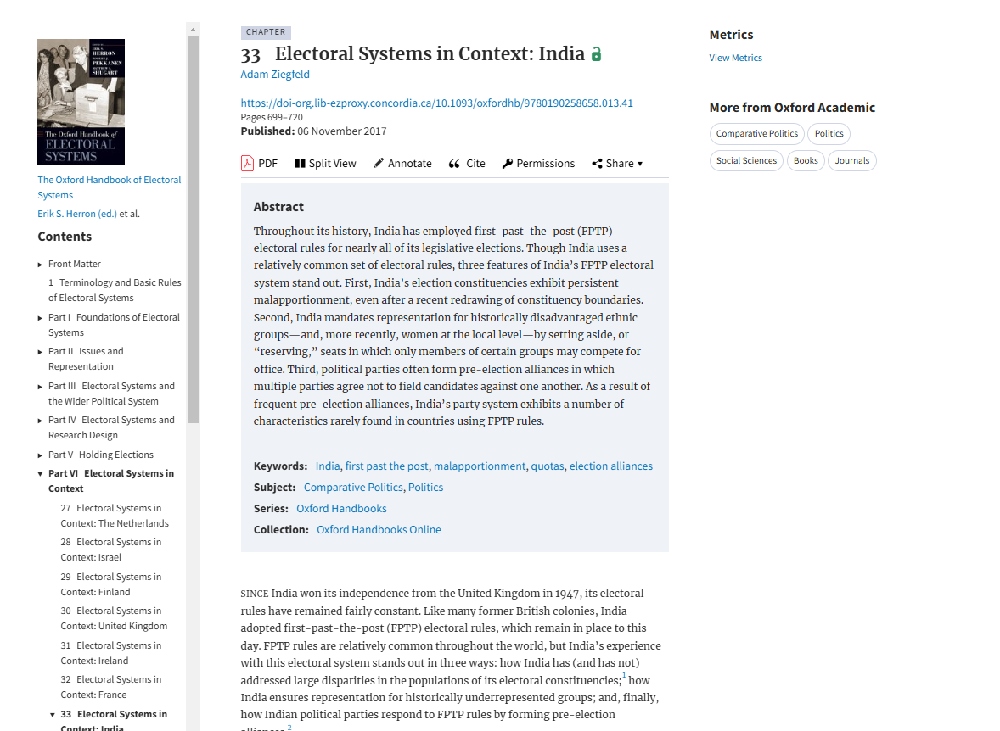 EDITED BY
ERIK S.
HERRON
ROBERT J.
PEKKANEN
MATTHEW S.
SHUGART
The Oxford Handbook of
ELECTORAL
SYSTEMS
The Oxford Handbook of Electoral
Systems
Erik S. Herron (ed.) et al.
Contents
Front Matter
1 Terminology and Basic Rules
of Electoral Systems
Part I Foundations of Electoral
Systems
Part II Issues and
Representation
Part III Electoral Systems and
the Wider Political System
Part IV Electoral Systems and
Research Design
Part V Holding Elections
Part VI Electoral Systems in
Context
27 Electoral Systems in
Context: The Netherlands
28 Electoral Systems in
Context: Israel
29 Electoral Systems in
Context: Finland
30 Electoral Systems in
Context: United Kingdom
31 Electoral Systems in
Context: Ireland
32 Electoral Systems in
Context: France
33 Electoral Systems in
Context: India
CHAPTER
33 Electoral Systems in Context: India
Adam Ziegfeld
https://doi-org.lib-ezproxy.concordia.ca/10.1093/oxfordhb/9780190258658.013.41
Pages 699–720
Published: 06 November 2017
PDF Split View Annotate Cite Permissions Share
Abstract
Throughout its history, India has employed first-past-the-post (FPTP)
electoral rules for nearly all of its legislative elections. Though India uses a
relatively common set of electoral rules, three features of India’s FPTP electoral
system stand out. First, India’s election constituencies exhibit persistent
malapportionment, even after a recent redrawing of constituency boundaries.
Second, India mandates representation for historically disadvantaged ethnic
groups—and, more recently, women at the local level—by setting aside, or
“reserving,” seats in which only members of certain groups may compete for
office. Third, political parties often form pre-election alliances in which
multiple parties agree not to field candidates against one another. As a result of
frequent pre-election alliances, India’s party system exhibits a number of
characteristics rarely found in countries using FPTP rules.
Keywords: India, first past the post, malapportionment, quotas, election alliances
Subject: Comparative Politics, Politics
Series: Oxford Handbooks
Collection: Oxford Handbooks Online
SINCE India won its independence from the United Kingdom in 1947, its electoral
rules have remained fairly constant. Like many former British colonies, India
adopted first-past-the-post (FPTP) electoral rules, which remain in place to this
day. FPTP rules are relatively common throughout the world, but India’s experience
with this electoral system stands out in three ways: how India has (and has not)
addressed large disparities in the populations of its electoral constituencies;1 how
India ensures representation for historically underrepresented groups; and, finally,
how Indian political parties respond to FPTP rules by forming pre-election
alliances.2
Metrics
View Metrics
More from Oxford Academic
Comparative Politics Politics
Social Sciences Books Journals